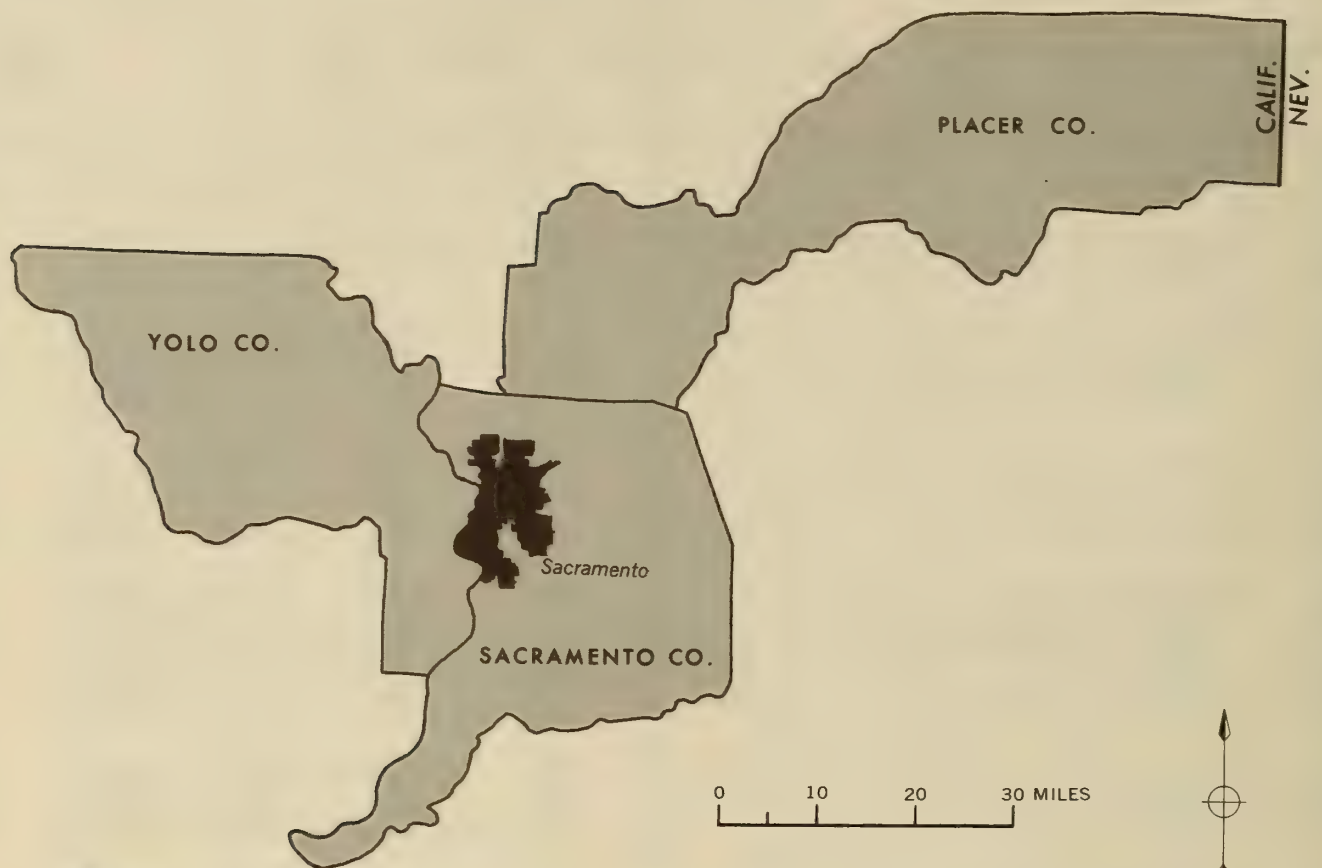 CALIF.
NEV.
PLACER CO.
YOLO CO.
Sacramento
SACRAMENTO CO.
0 10 20 30 MILES